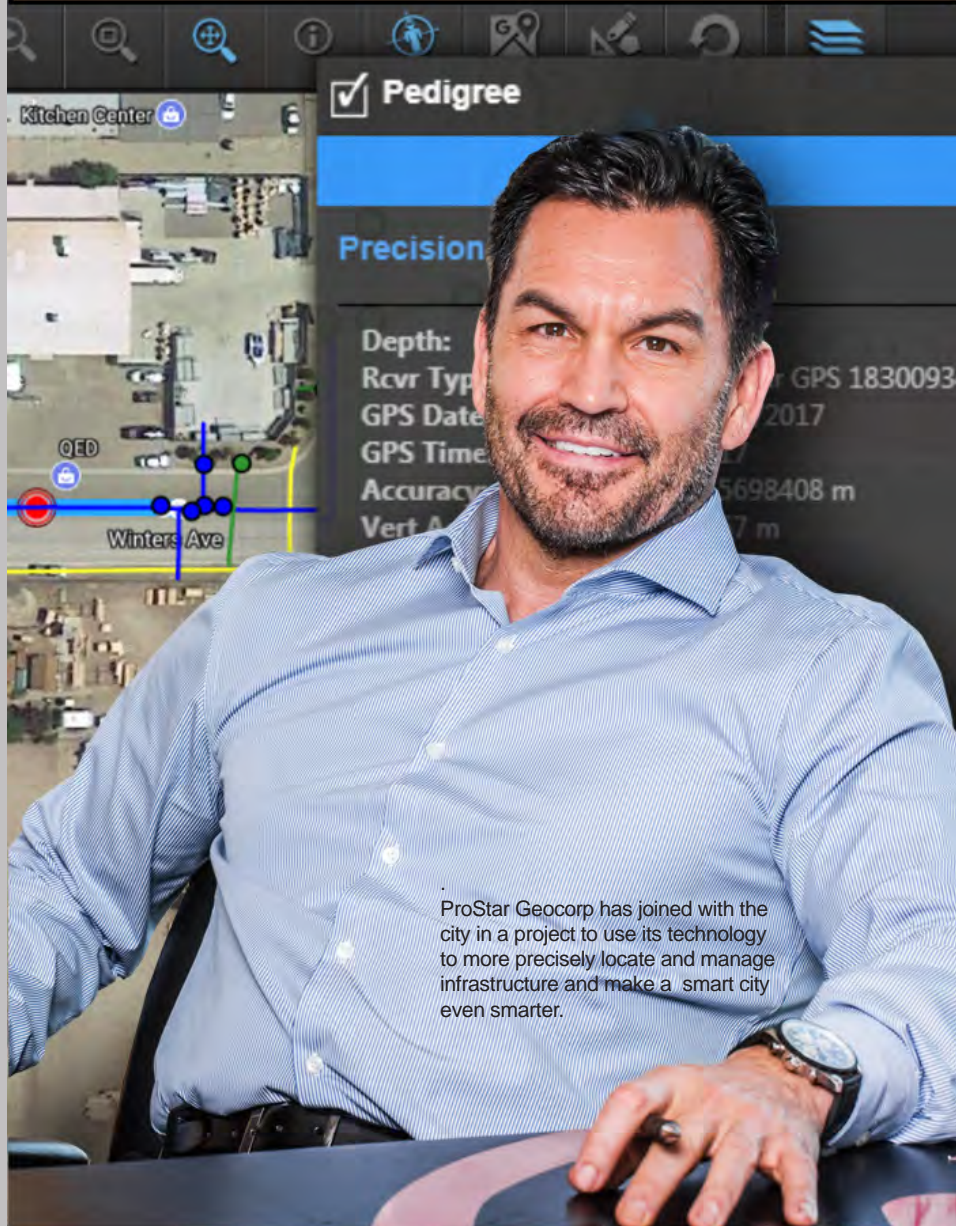 Pedigree
Kitchen Center
Precision
Depth:
Rcvr Typ GPS 1830093
GPS Date 2017
GPS Time
QED
Accuracy 5698408 m
Vert A m
Winters Ave
.
ProStar Geocorp has joined with the
city in a project to use its technology
to more precisely locate and manage
infrastructure and make a smart city
even smarter.